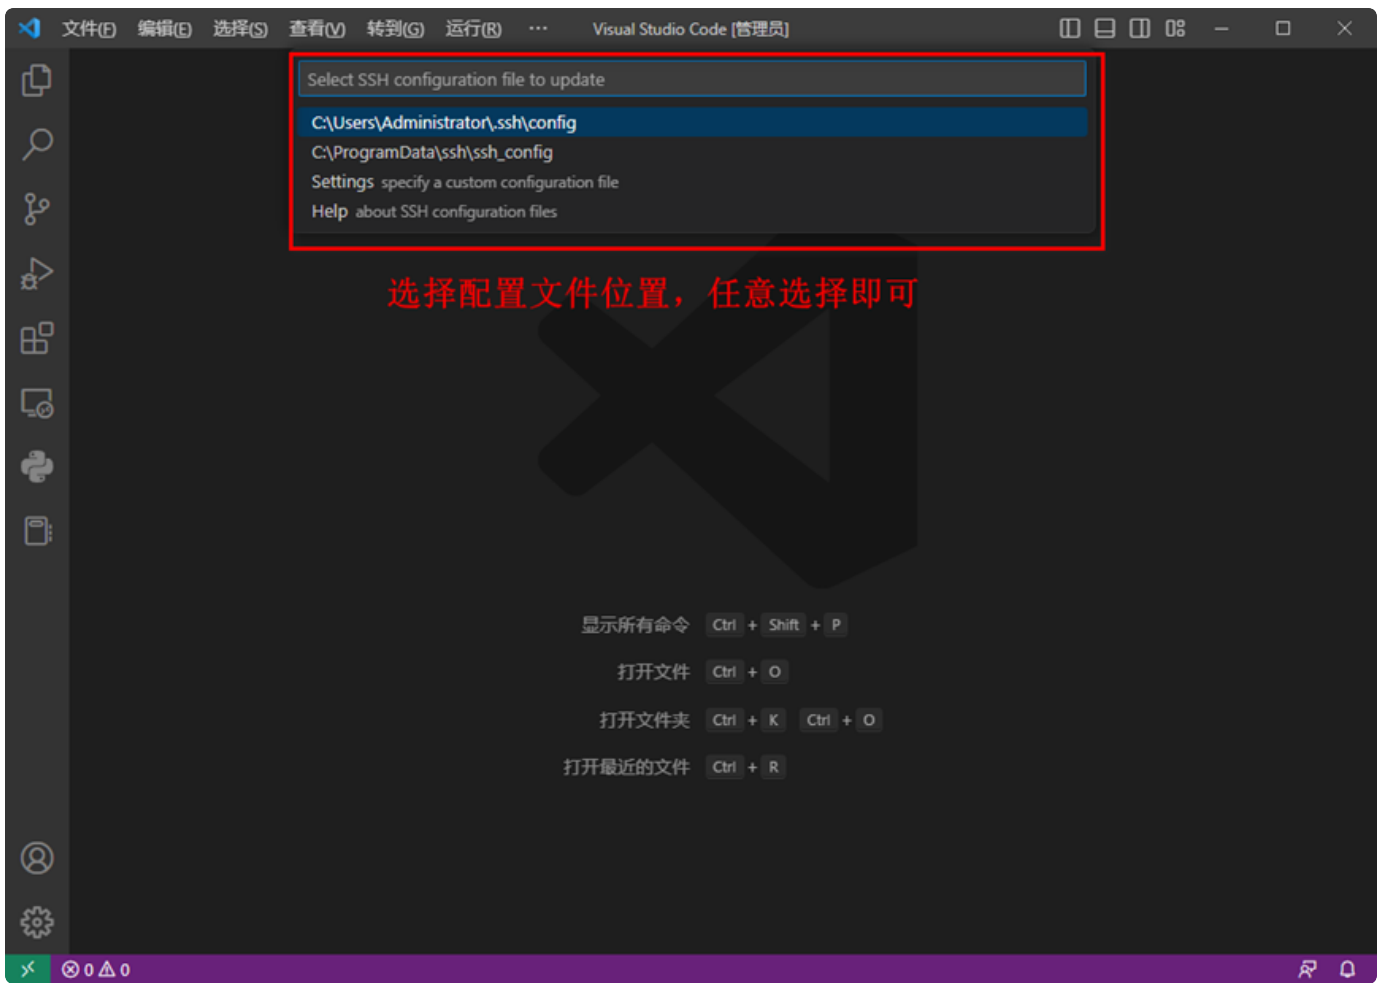 文件(F) 编辑(E) 选择(S) 查看(V) 转到(G) 运行(R) ··· Visual Studio Code [管理员]
Select SSH configuration file to update
C:\Users\Administrator\.ssh\config
C:\ProgramData\ssh\ssh_config
Settings specify a custom configuration file
Help about SSH configuration files
选择配置文件位置，任意选择即可
显示所有命令 Ctrl + Shift + P
打开文件 Ctrl + O
打开文件夹 Ctrl + K Ctrl + O
打开最近的文件 Ctrl + R
0 0